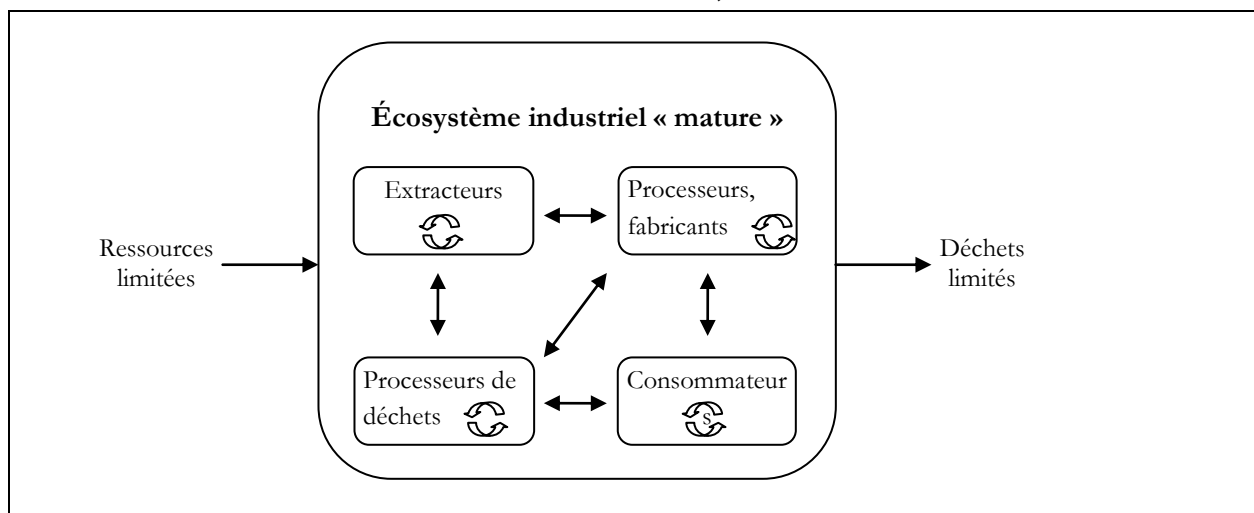 Écosystème industriel « mature »
Extracteurs
Processeurs,
fabricants
Ressources
limitées
Déchets
limités
Processeurs de
déchets
Consommateur
s